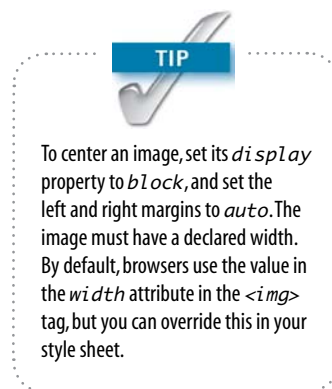 TIP
To center an image, set its display
property to block, and set the
left and right margins to auto. The
image must have a declared width.
By default, browsers use the value in
the width attribute in the <img>
tag, but you can override this in your
style sheet.